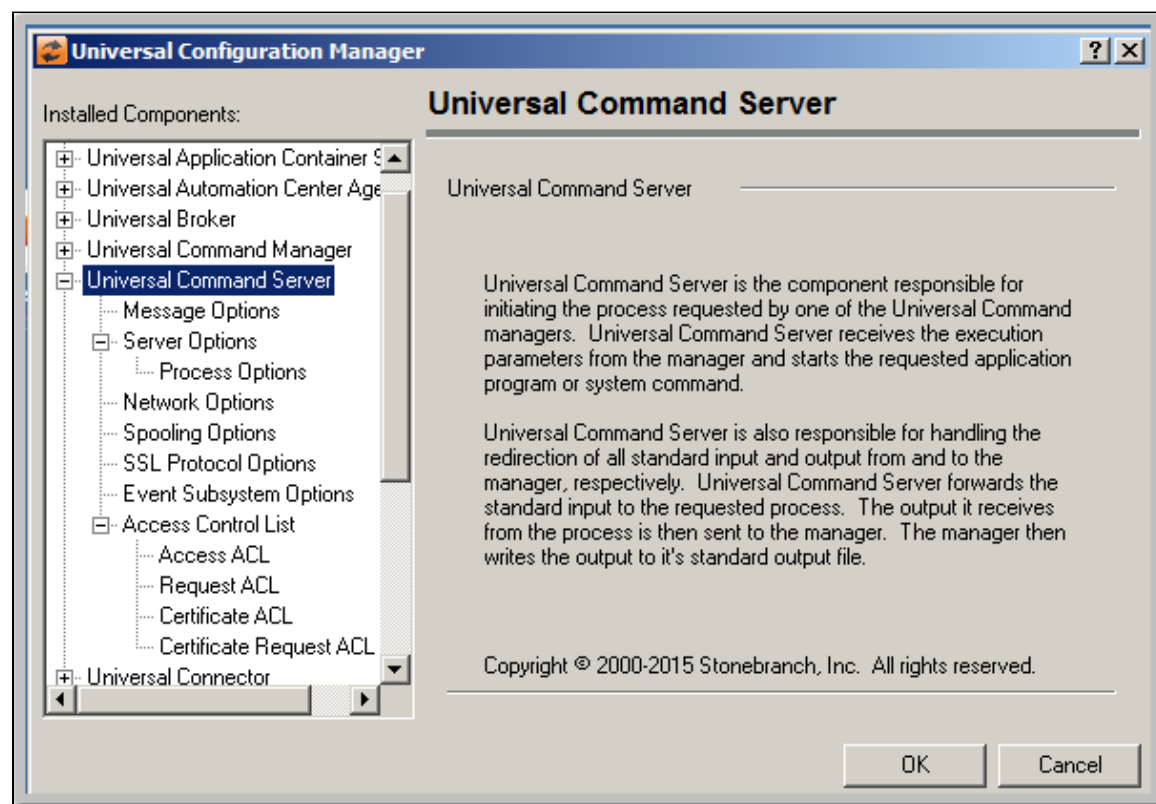 Universal Configuration Manager
Installed Components:
Universal Application Container S
Universal Automation Center Age
Universal Broker
Universal Command Manager
Universal Command Server
Message Options
Server Options
Process Options
Network Options
Spooling Options
SSL Protocol Options
Event Subsystem Options
Access Control List
Access ACL
Request ACL
Certificate ACL
Certificate Request ACL
Universal Connector
Universal Command Server
Universal Command Server
Universal Command Server is the component responsible for
initiating the process requested by one of the Universal Command
managers. Universal Command Server receives the execution
parameters from the manager and starts the requested application
program or system command.
Universal Command Server is also responsible for handling the
redirection of all standard input and output from and to the
manager, respectively. Universal Command Server forwards the
standard input to the requested process. The output it receives
from the process is then sent to the manager. The manager then
writes the output to it's standard output file.
Copyright © 2000-2015 Stonebranch, Inc. All rights reserved.
OK
Cancel